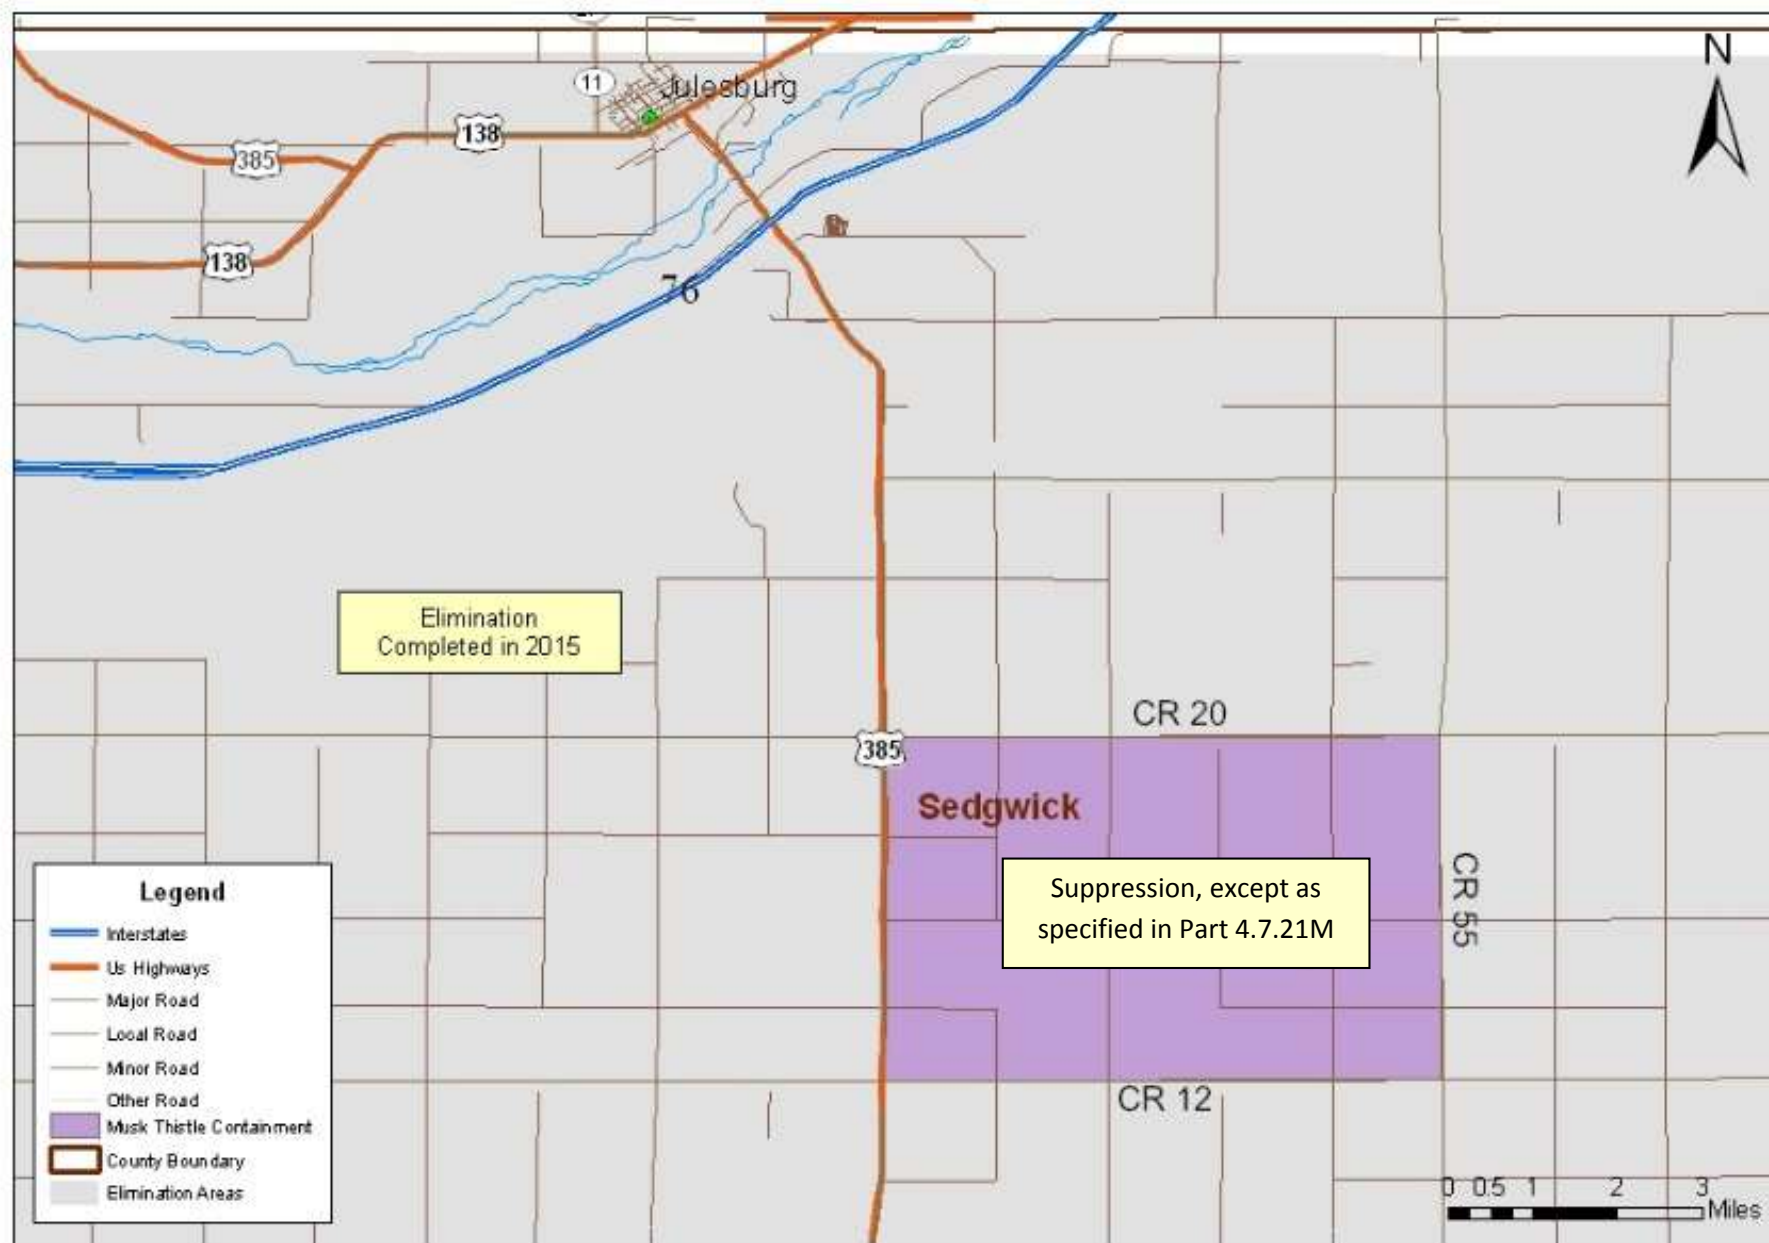 N
11
Julesburg
138
385
138
76
Elimination
Completed in 2015
CR 20
385
Sedgwick
Suppression, except as
specified in Part 4.7.21M
CR 55
CR 12
Legend
Interstates
Us Highways
Major Road
Local Road
Minor Road
Other Road
Musk Thistle Containment
County Boundary
Elimination Areas
0 0.5 1 2 3
Miles